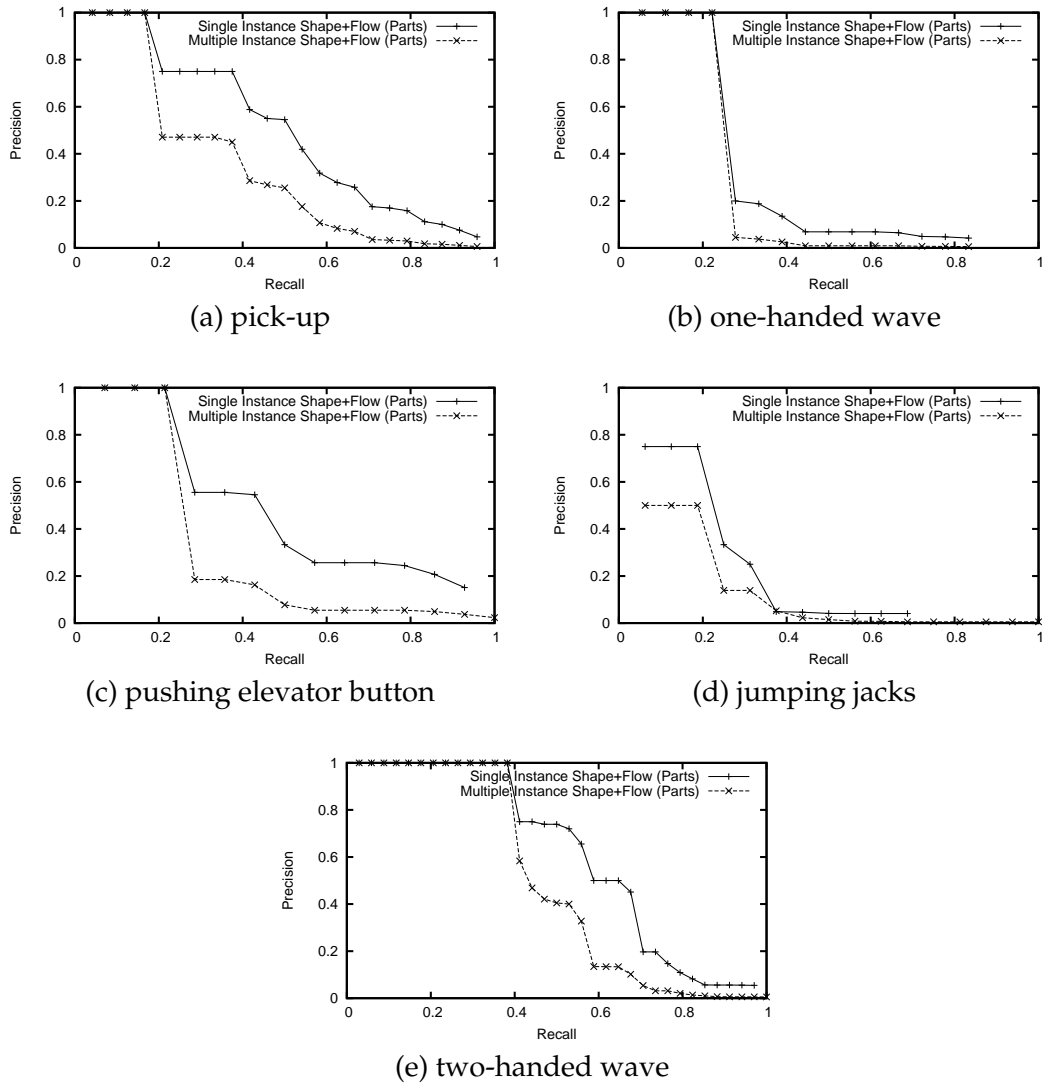 Single Instance Shape+Flow (Parts)
Multiple Instance Shape+Flow (Parts)
Precision
1
0.8
0.6
0.4
0.2
0
0 0.2 0.4 0.6 0.8 1
Recall
(a) pick-up
Single Instance Shape+Flow (Parts)
Multiple Instance Shape+Flow (Parts)
Precision
1
0.8
0.6
0.4
0.2
0
0 0.2 0.4 0.6 0.8 1
Recall
(b) one-handed wave
Single Instance Shape+Flow (Parts)
Multiple Instance Shape+Flow (Parts)
Precision
1
0.8
0.6
0.4
0.2
0
0 0.2 0.4 0.6 0.8 1
Recall
(c) pushing elevator button
Single Instance Shape+Flow (Parts)
Multiple Instance Shape+Flow (Parts)
Precision
1
0.8
0.6
0.4
0.2
0
0 0.2 0.4 0.6 0.8 1
Recall
(d) jumping jacks
Single Instance Shape+Flow (Parts)
Multiple Instance Shape+Flow (Parts)
Precision
1
0.8
0.6
0.4
0.2
0
0 0.2 0.4 0.6 0.8 1
Recall
(e) two-handed wave